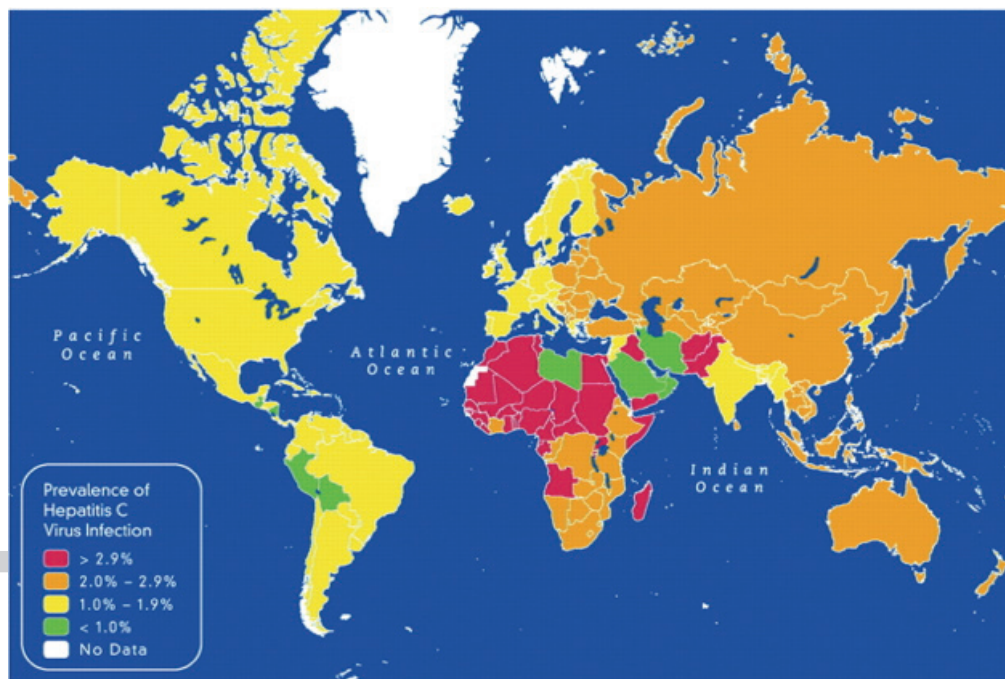 Pacific
Ocean
Atlantic
Ocean
Indian
Ocean
Prevalence of
Hepatitis C
Virus Infection
> 2.9%
2.0% – 2.9%
1.0% – 1.9%
< 1.0%
No Data